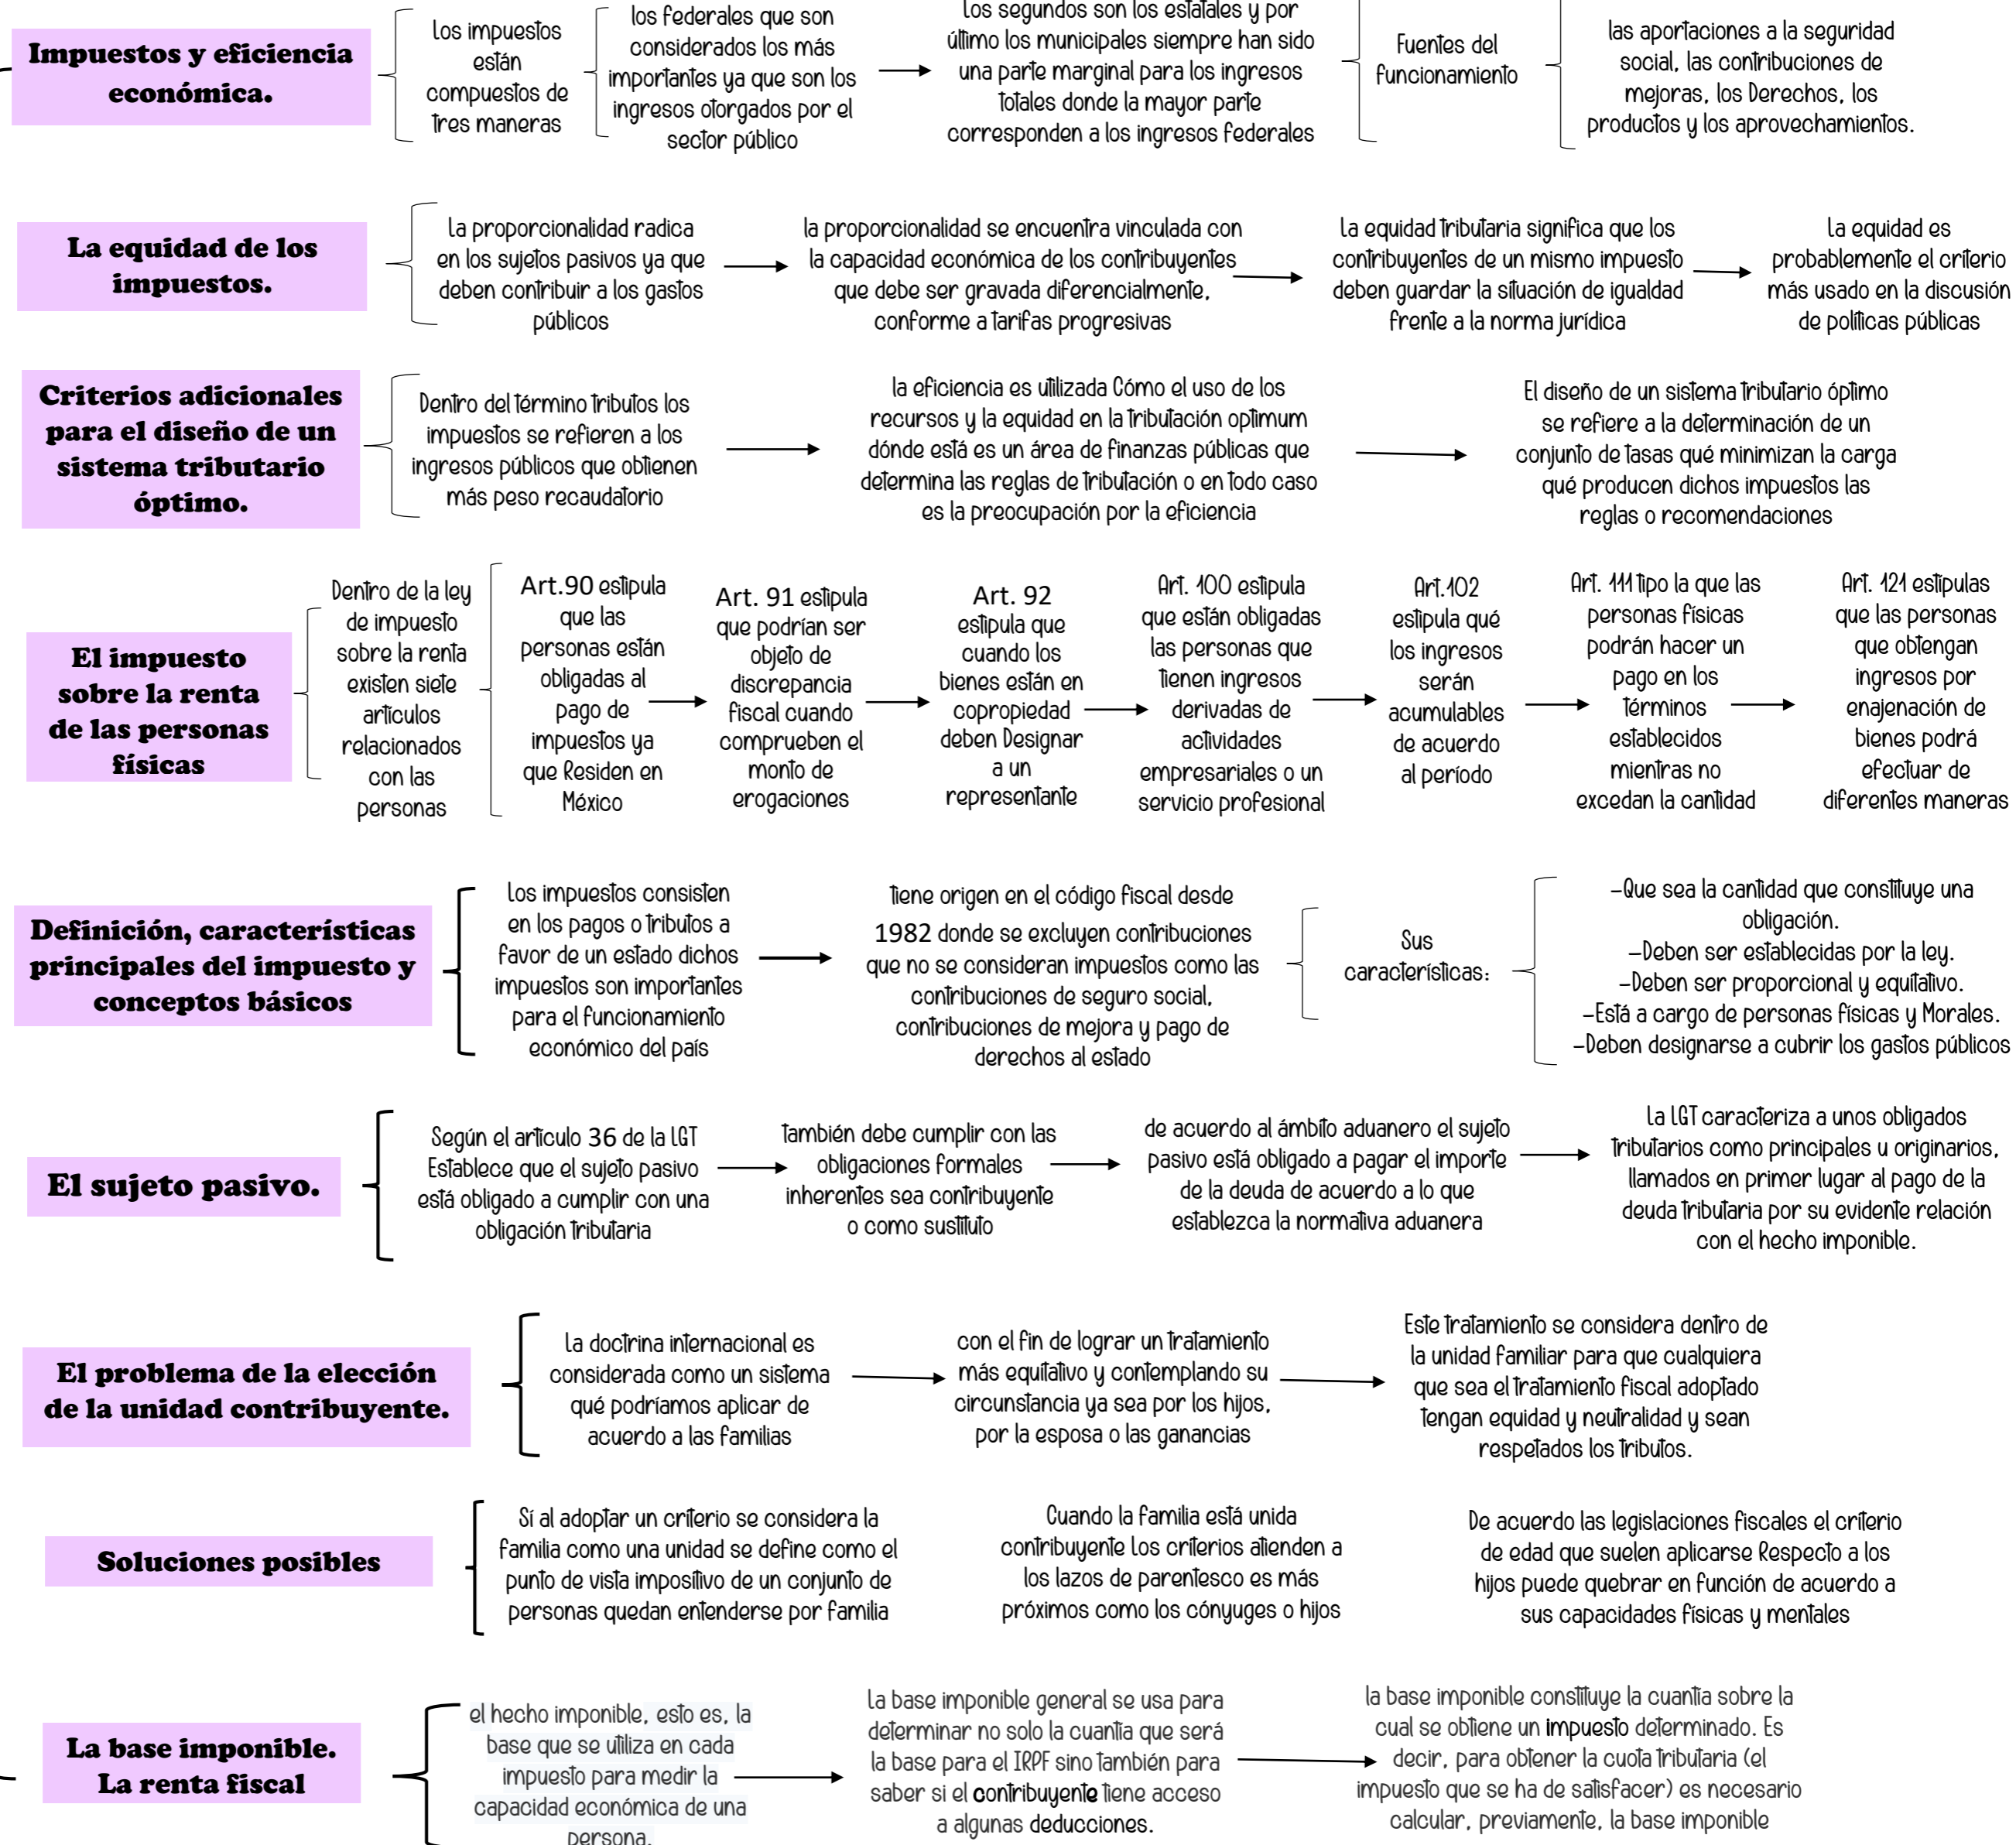 Impuestos y eficiencia
económica.
Los impuestos
están
compuestos de
tres maneras
los federales que son
considerados los más
importantes ya que son los
ingresos otorgados por el
sector público
Los segundos son los estatales y por
último los municipales siempre han sido
una parte marginal para los ingresos
totales donde la mayor parte
corresponden a los ingresos federales
Fuentes del
funcionamiento
las aportaciones a la seguridad
social, las contribuciones de
mejoras, los Derechos, los
productos y los aprovechamientos.
La equidad de los
impuestos.
La proporcionalidad radica
en los sujetos pasivos ya que
deben contribuir a los gastos
públicos
la proporcionalidad se encuentra vinculada con
la capacidad económica de los contribuyentes
que debe ser gravada diferencialmente,
conforme a tarifas progresivas
La equidad tributaria significa que los
contribuyentes de un mismo impuesto
deben guardar la situación de igualdad
frente a la norma jurídica
La equidad es
probablemente el criterio
más usado en la discusión
de políticas públicas
Criterios adicionales
para el diseño de un
sistema tributario
óptimo.
Dentro del término tributos los
impuestos se refieren a los
ingresos públicos que obtienen
más peso recaudatorio
la eficiencia es utilizada Cómo el uso de los
recursos y la equidad en la tributación optimum
dónde está es un área de finanzas públicas que
determina las reglas de tributación o en todo caso
es la preocupación por la eficiencia
El diseño de un sistema tributario óptimo
se refiere a la determinación de un
conjunto de tasas qué minimizan la carga
qué producen dichos impuestos las
reglas o recomendaciones
El impuesto
sobre la renta
de las personas
físicas
Dentro de la ley
de impuesto
sobre la renta
existen siete
artículos
relacionados
con las
personas
Art.90 estipula
que las
personas están
obligadas al
pago de
impuestos ya
que Residen en
México
Art. 91 estipula
que podrían ser
objeto de
discrepancia
fiscal cuando
comprueben el
monto de
erogaciones
Art. 92
estipula que
cuando los
bienes están en
copropiedad
deben Designar
a un
representante
Art. 100 estipula
que están obligadas
las personas que
tienen ingresos
derivadas de
actividades
empresariales o un
servicio profesional
Art.102
estipula qué
los ingresos
serán
acumulables
de acuerdo
al período
Art. 111 tipo la que las
personas físicas
podrán hacer un
pago en los
términos
establecidos
mientras no
excedan la cantidad
Art. 121 estipulas
que las personas
que obtengan
ingresos por
enajenación de
bienes podrá
efectuar de
diferentes maneras
Definición, características
principales del impuesto y
conceptos básicos
Los impuestos consisten
en los pagos o tributos a
favor de un estado dichos
impuestos son importantes
para el funcionamiento
económico del país
tiene origen en el código fiscal desde
1982 donde se excluyen contribuciones
que no se consideran impuestos como las
contribuciones de seguro social,
contribuciones de mejora y pago de
derechos al estado
Sus
características:
-Que sea la cantidad que constituye una
obligación.
-Deben ser establecidas por la ley.
-Deben ser proporcional y equitativo.
-Está a cargo de personas físicas y Morales.
-Deben designarse a cubrir los gastos públicos
El sujeto pasivo.
Según el artículo 36 de la LGT
Establece que el sujeto pasivo
está obligado a cumplir con una
obligación tributaria
también debe cumplir con las
obligaciones formales
inherentes sea contribuyente
o como sustituto
de acuerdo al ámbito aduanero el sujeto
pasivo está obligado a pagar el importe
de la deuda de acuerdo a lo que
establezca la normativa aduanera
La LGT caracteriza a unos obligados
tributarios como principales u originarios,
llamados en primer lugar al pago de la
deuda tributaria por su evidente relación
con el hecho imponible.
El problema de la elección
de la unidad contribuyente.
La doctrina internacional es
considerada como un sistema
qué podríamos aplicar de
acuerdo a las familias
con el fin de lograr un tratamiento
más equitativo y contemplando su
circunstancia ya sea por los hijos,
por la esposa o las ganancias
Este tratamiento se considera dentro de
la unidad familiar para que cualquiera
que sea el tratamiento fiscal adoptado
tengan equidad y neutralidad y sean
respetados los tributos.
Soluciones posibles
Sí al adoptar un criterio se considera la
familia como una unidad se define como el
punto de vista impositivo de un conjunto de
personas quedan entenderse por familia
Cuando la familia está unida
contribuyente Los criterios atienden a
los lazos de parentesco es más
próximos como los cónyuges o hijos
De acuerdo las legislaciones fiscales el criterio
de edad que suelen aplicarse Respecto a los
hijos puede quebrar en función de acuerdo a
sus capacidades físicas y mentales
La base imponible.
La renta fiscal
el hecho imponible, esto es, la
base que se utiliza en cada
impuesto para medir la
capacidad económica de una
persona.
La base imponible general se usa para
determinar no solo la cuantía que será
la base para el IRPF sino también para
saber si el contribuyente tiene acceso
a algunas deducciones.
la base imponible constituye la cuantía sobre la
cual se obtiene un impuesto determinado. Es
decir, para obtener la cuota tributaria (el
impuesto que se ha de satisfacer) es necesario
calcular, previamente, la base imponible